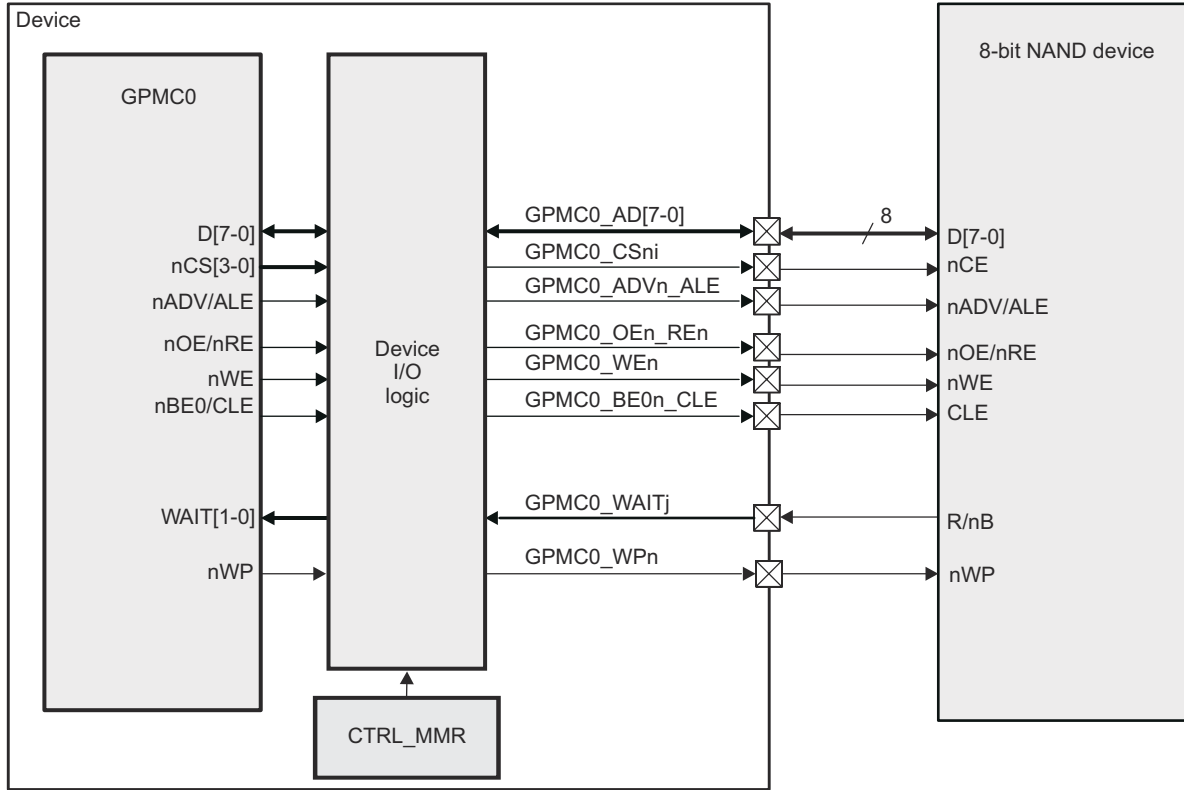 Device
GPMC0
D[7-0]
nCS[3-0]
nADV/ALE
nOE/nRE
nWE
nBE0/CLE
WAIT[1-0]
nWP
Device
I/O
logic
CTRL_MMR
GPMC0_AD[7-0]
GPMC0_CSni
GPMC0_ADVn_ALE
GPMC0_OEn_REn
GPMC0_WEn
GPMC0_BE0n_CLE
GPMC0_WAITj
GPMC0_WPn
8
8-bit NAND device
D[7-0]
nCE
nADV/ALE
nOE/nRE
nWE
CLE
R/nB
nWP